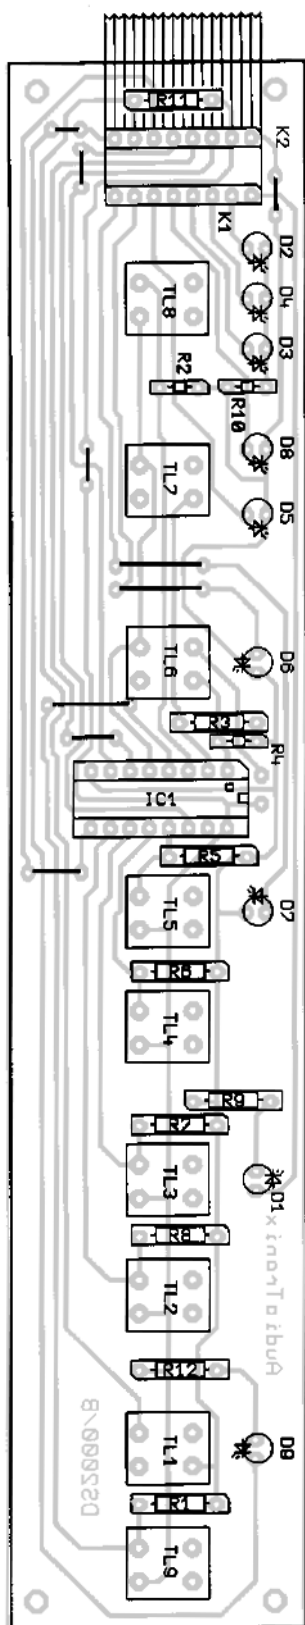 R11
K2
K1
D2
TL8
D4
D3
R2
R10
D8
TL7
D5
TL6
D6
R3
R4
IC1
R5
TL5
D7
R6
TL4
R9
R7
TL3
D1
R8
AudioTronix
TL2
R12
DS2000/B
TL1
D9
R1
TL9